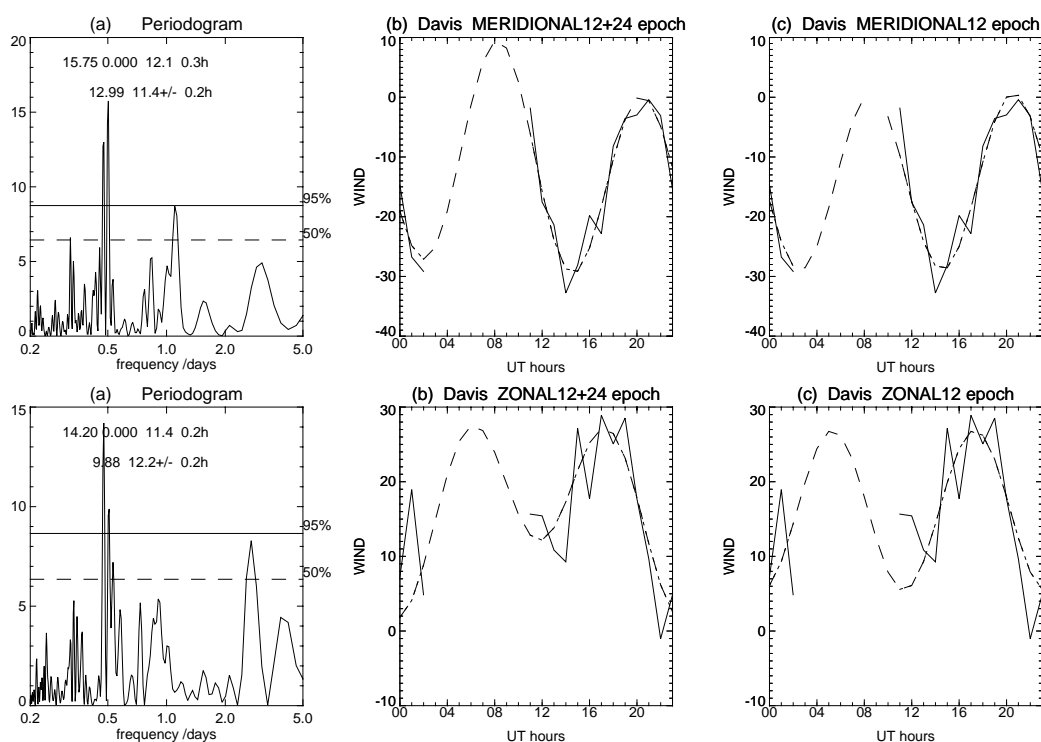 (a) Periodogram
20
15
10
5
0
15.75 0.000 12.1 0.3h
12.99 11.4+/- 0.2h
95%
50%
0.2 0.5 1.0 2.0 5.0
frequency /days
(b) Davis MERIDIONAL12+24 epoch
WIND
10
0
-10
-20
-30
-40
00 04 08 12 16 20
UT hours
(c) Davis MERIDIONAL12 epoch
WIND
10
0
-10
-20
-30
-40
00 04 08 12 16 20
UT hours
(a) Periodogram
15
10
5
0
14.20 0.000 11.4 0.2h
9.88 12.2+/- 0.2h
95%
50%
0.2 0.5 1.0 2.0 5.0
frequency /days
(b) Davis ZONAL12+24 epoch
WIND
30
20
10
0
-10
00 04 08 12 16 20
UT hours
(c) Davis ZONAL12 epoch
WIND
30
20
10
0
-10
00 04 08 12 16 20
UT hours